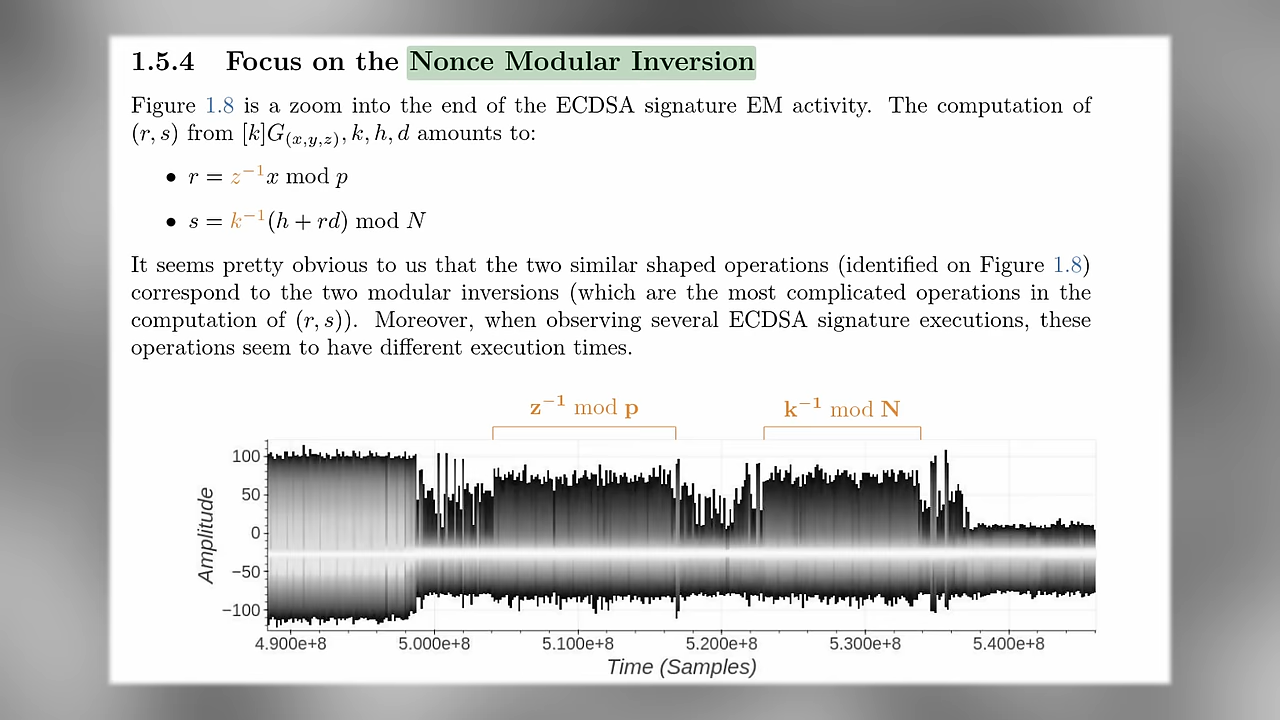 1.5.4 Focus on the Nonce Modular Inversion
Figure 1.8 is a zoom into the end of the ECDSA signature EM activity. The computation of
(r, s) from [k]G(x,y,z), k, h, d amounts to:
• r = z⁻¹x mod p
• s = k⁻¹(h + rd) mod N
It seems pretty obvious to us that the two similar shaped operations (identified on Figure 1.8)
correspond to the two modular inversions (which are the most complicated operations in the
computation of (r, s)). Moreover, when observing several ECDSA signature executions, these
operations seem to have different execution times.
z⁻¹ mod p k⁻¹ mod N
100
50
0
−50
−100
Amplitude
4.900e+8 5.000e+8 5.100e+8 5.200e+8 5.300e+8 5.400e+8
Time (Samples)